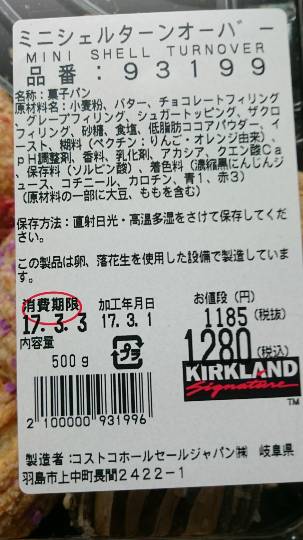 ミニシェルターンオーバー
MINI SHELL TURNOVER
品番:93199
名称:菓子パン
原材料名:小麦粉、バター、チョコレートフィリング
、グレープフィリング、シュガートッピング、ザクロ
フィリング、砂糖、食塩、低脂肪ココアパウダー、イ
ースト、糊料(ペクチン:りんご・オレンジ由来)、
pH調整剤、香料、乳化剤、アカシア、クエン酸Ca
、保存料(ソルビン酸)、着色料(濃縮黒にんじんジ
ュース、コチニール、カロチン、青1、赤3)
(原材料の一部に大豆、ももを含む)
保存方法:直射日光・高温多湿をさけて保存してくだ
さい。
この製品は卵、落花生を使用した設備で製造していま
す。
消費期限 加工年月日 お値段(円)
17.3.3 17.3.1 1185(税抜)
内容量 1280(税込)
500g プラ
KIRKLAND
Signature
TM
2 100000 931996
製造者:コストコホールセールジャパン㈱ 岐阜県
羽島市上中町長間2422-1